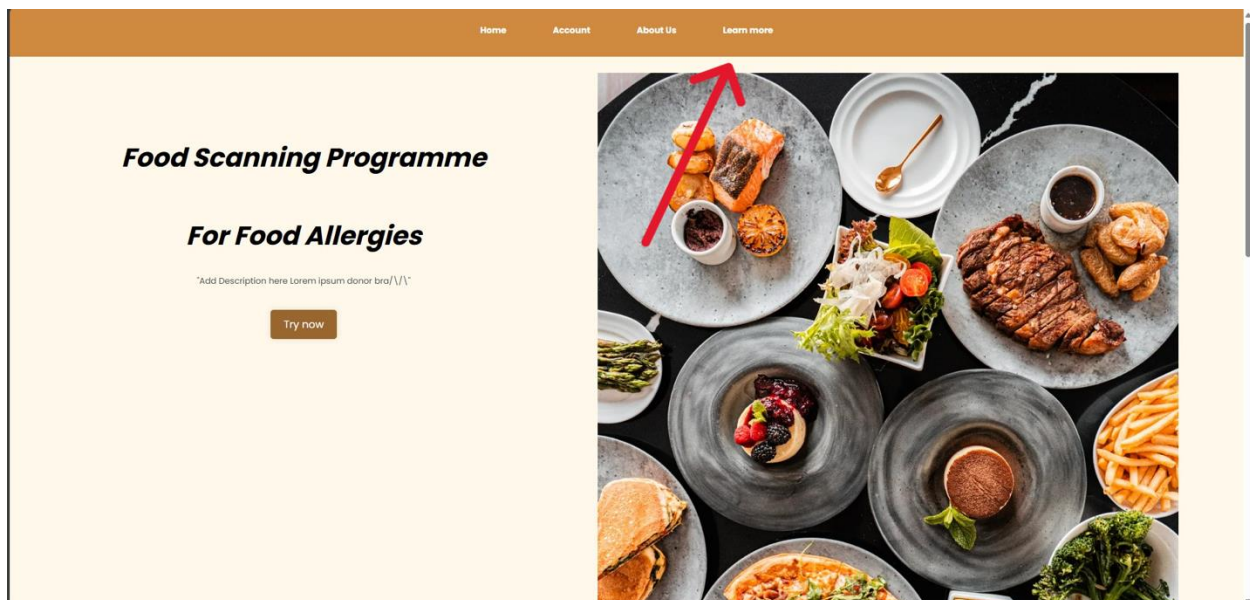 Home Account About Us Learn more
Food Scanning Programme
For Food Allergies
"Add Description here Lorem ipsum donor bra/\/\"
Try now